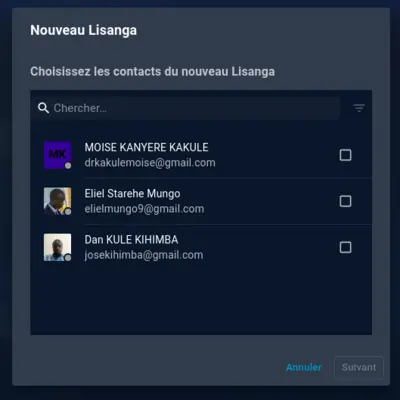 Nouveau Lisanga
Choisissez les contacts du nouveau Lisanga
Chercher...
MK
MOISE KANYERE KAKULE
drkakulemoise@gmail.com
Eliel Starehe Mungo
elielmungo9@gmail.com
Dan KULE KIHIMBA
josekihimba@gmail.com
Annuler
Suivant